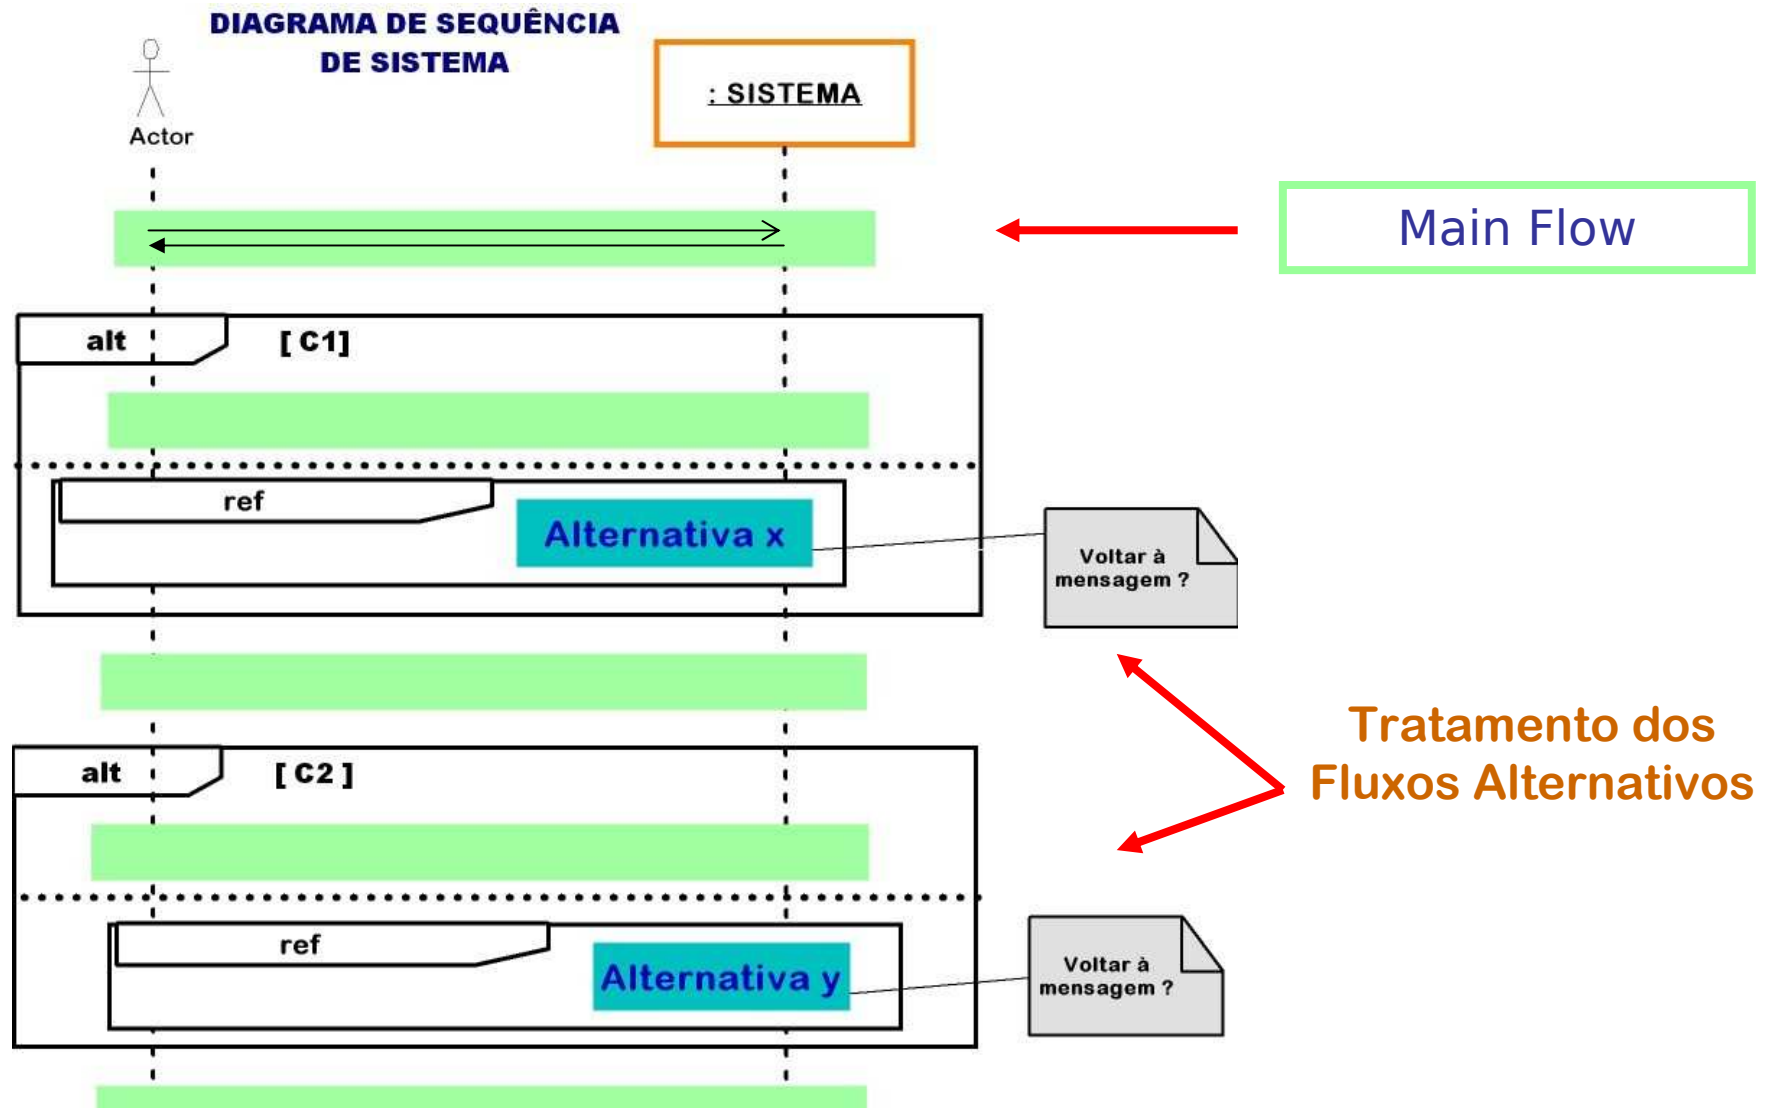 DIAGRAMA DE SEQUÊNCIA
DE SISTEMA
: SISTEMA
Actor
Main Flow
alt
[ C1]
ref
Alternativa x
Voltar à
mensagem ?
Tratamento dos
Fluxos Alternativos
alt
[ C2 ]
ref
Alternativa y
Voltar à
mensagem ?